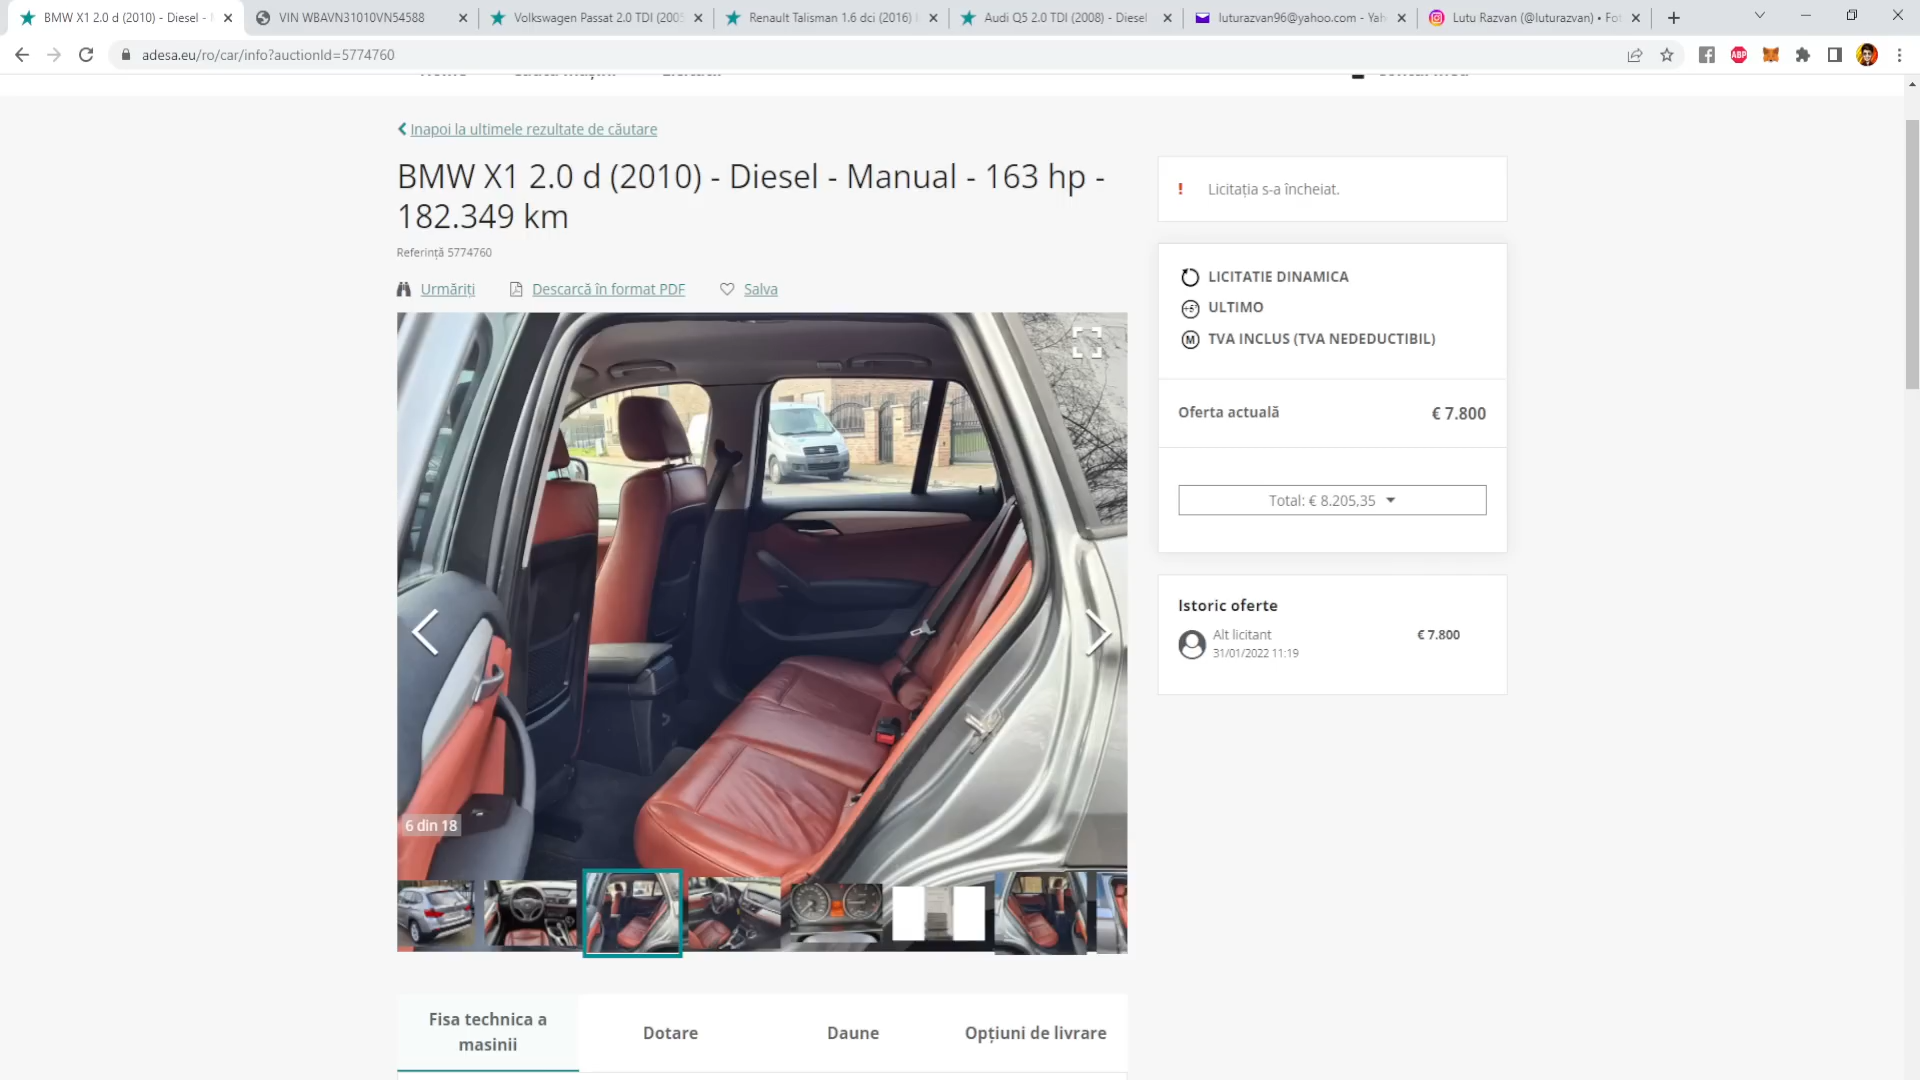 BMW X1 2.0 d (2010) - Diesel -
VIN WBAVN31010VN54588
Volkswagen Passat 2.0 TDI (200
Renault Talisman 1.6 dci (2016)
Audi Q5 2.0 TDI (2008) - Diesel
luturazvan96@yahoo.com - Yah
Lutu Razvan (@luturazvan) • Fo
adesa.eu/ro/car/info?auctionId=5774760
ABP
Inapoi la ultimele rezultate de căutare
BMW X1 2.0 d (2010) - Diesel - Manual - 163 hp -
182.349 km
Referință 5774760
Urmăriți
Descarcă în format PDF
Salva
6 din 18
Fisa technica a
masinii
Dotare
Daune
Opțiuni de livrare
! Licitația s-a încheiat.
LICITATIE DINAMICA
+5' ULTIMO
M TVA INCLUS (TVA NEDEDUCTIBIL)
Oferta actuală € 7.800
Total: € 8.205,35
Istoric oferte
Alt licitant € 7.800
31/01/2022 11:19